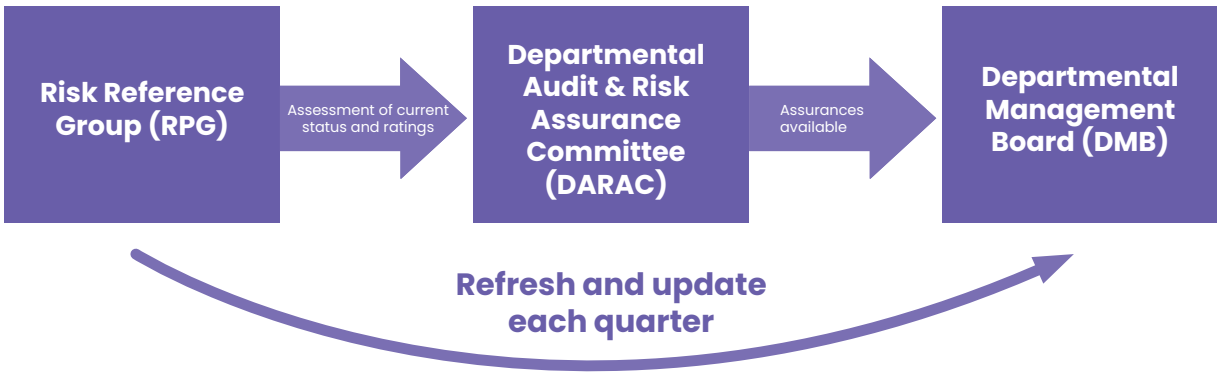 Risk Reference
Group (RPG)
Assessment of current
status and ratings
Departmental
Audit & Risk
Assurance
Committee
(DARAC)
Assurances
available
Departmental
Management
Board (DMB)
Refresh and update
each quarter